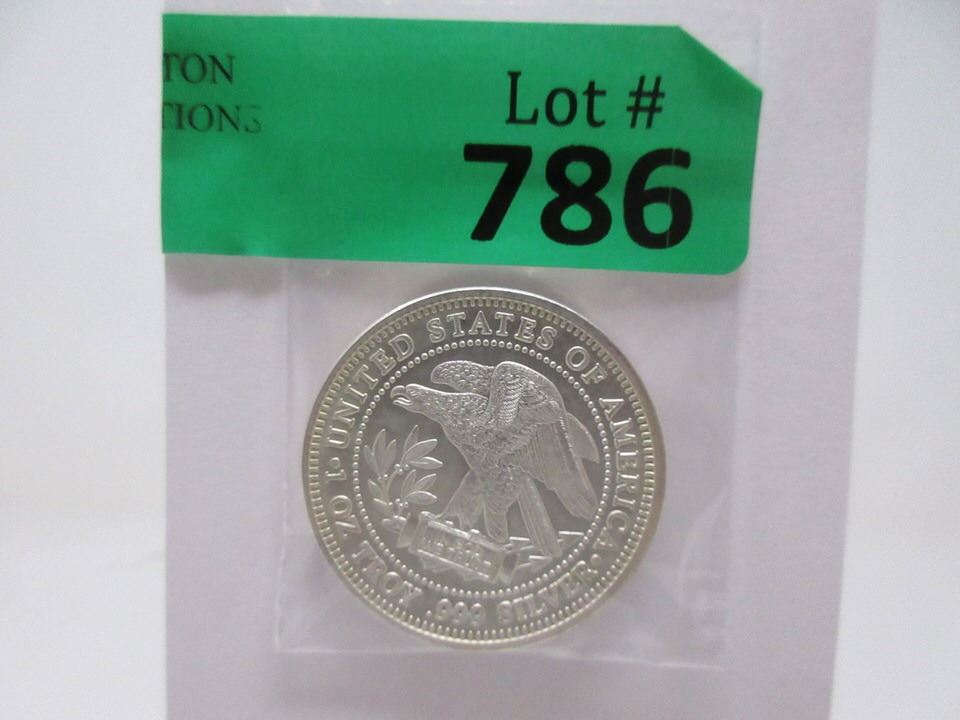 TON
TIONS
Lot #
786
UNITED STATES OF AMERICA
1 OZ TROY .999 SILVER